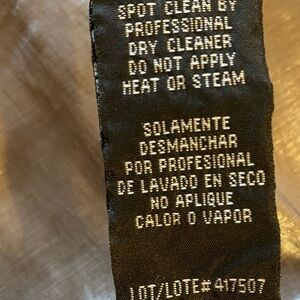 SPOT CLEAN BY
PROFESSIONAL
DRY CLEANER
DO NOT APPLY
HEAT OR STEAM
SOLAMENTE
DESMANCHAR
POR PROFESIONAL
DE LAVADO EN SECO
NO APLIQUE
CALOR O VAPOR
LOT/LOTE# 417507